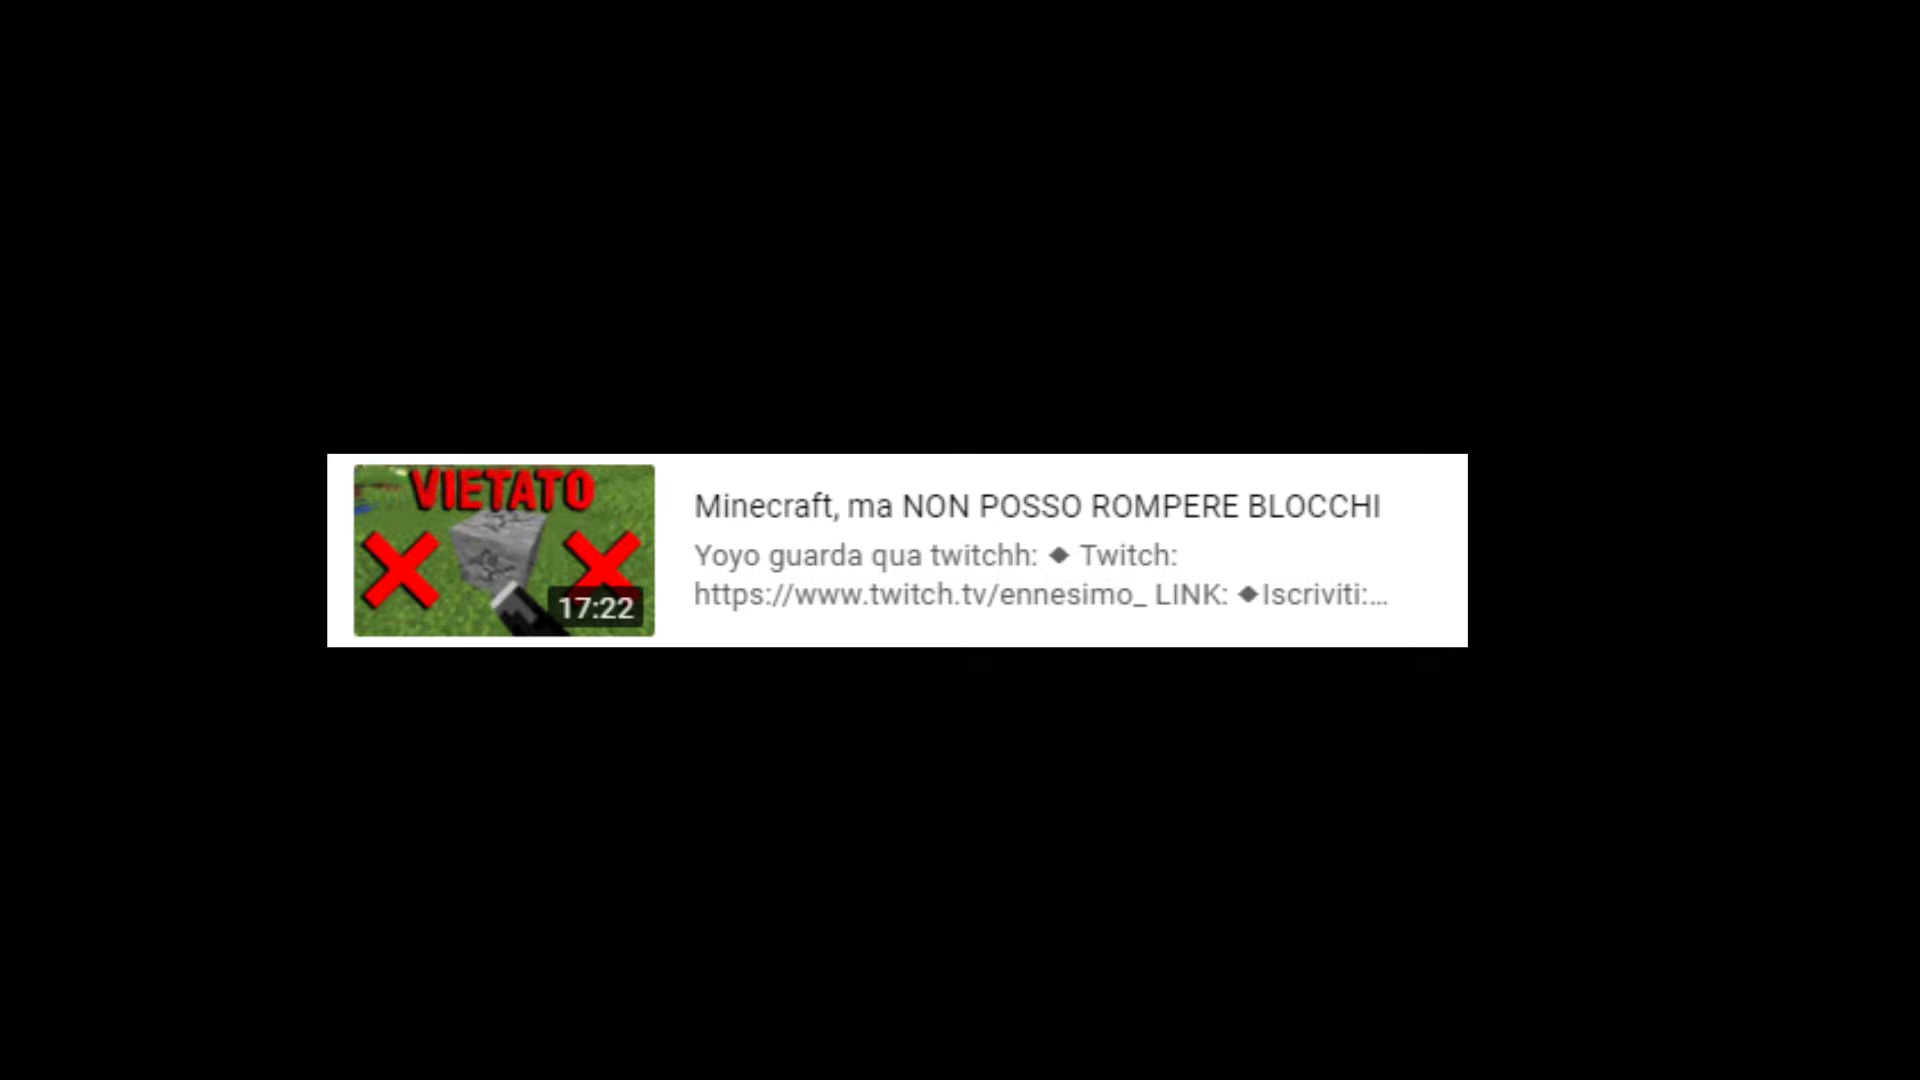 VIETATO
17:22
Minecraft, ma NON POSSO ROMPERE BLOCCHI
Yoyo guarda qua twitchh: ◆ Twitch:
https://www.twitch.tv/ennesimo_ LINK: ◆Iscriviti:...